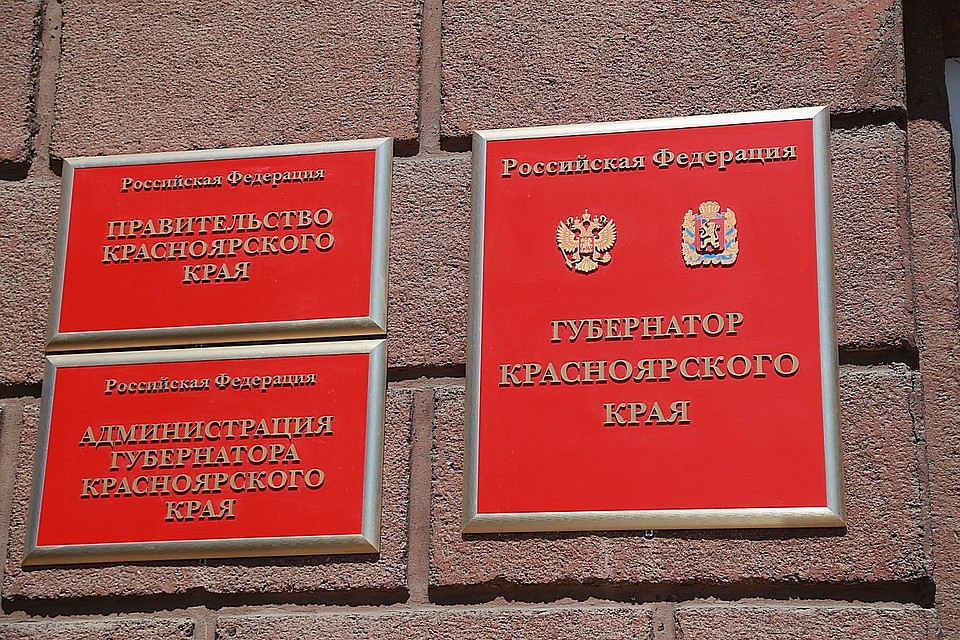 Российская Федерация
ПРАВИТЕЛЬСТВО
КРАСНОЯРСКОГО
КРАЯ
Российская Федерация
АДМИНИСТРАЦИЯ
ГУБЕРНАТОРА
КРАСНОЯРСКОГО
КРАЯ
Российская Федерация
ГУБЕРНАТОР
КРАСНОЯРСКОГО
КРАЯ